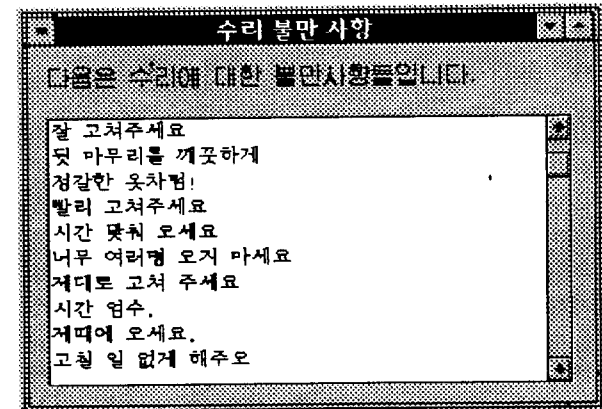 수리 불만 사항
다음은 수리에 대한 불만사항들입니다.
잘 고쳐주세요
뒷 마무리를 깨끗하게
정갈한 옷차림!
빨리 고쳐주세요
시간 맞춰 오세요
너무 여러명 오지 마세요
제대로 고쳐 주세요
시간 엄수.
제때에 오세요.
고칠 일 없게 해주오